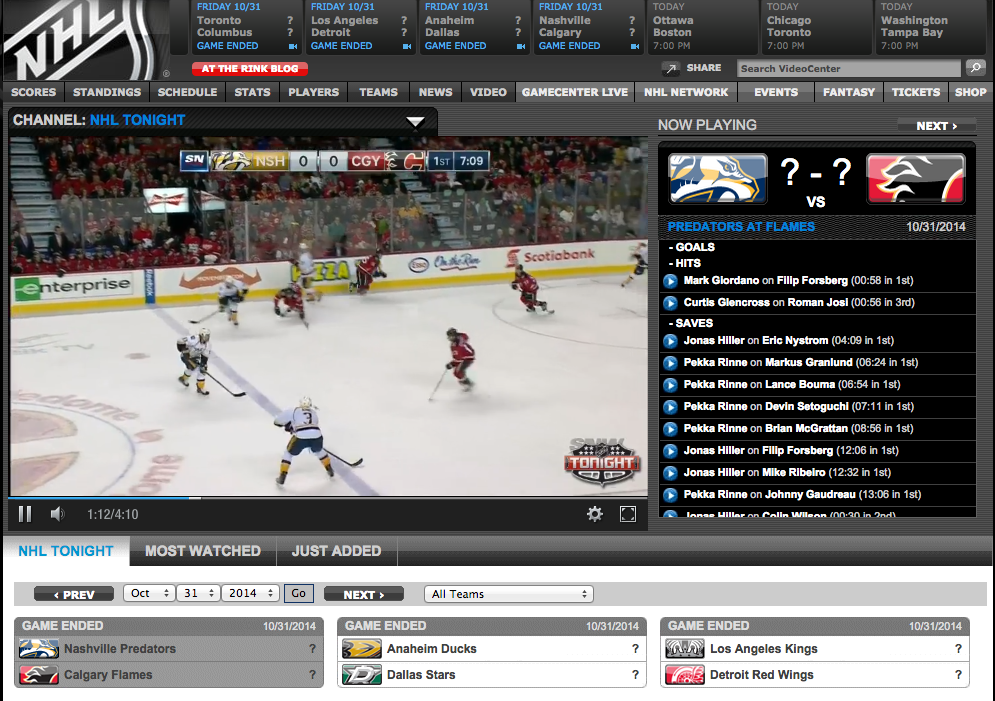 NHL
®
FRIDAY 10/31
Toronto ?
Columbus ?
GAME ENDED
FRIDAY 10/31
Los Angeles ?
Detroit ?
GAME ENDED
FRIDAY 10/31
Anaheim ?
Dallas ?
GAME ENDED
FRIDAY 10/31
Nashville ?
Calgary ?
GAME ENDED
TODAY
Ottawa
Boston
7:00 PM
TODAY
Chicago
Toronto
7:00 PM
TODAY
Washington
Tampa Bay
7:00 PM
AT THE RINK BLOG
SHARE
Search VideoCenter
SCORES STANDINGS SCHEDULE STATS PLAYERS TEAMS NEWS VIDEO GAMECENTER LIVE NHL NETWORK EVENTS FANTASY TICKETS SHOP
CHANNEL: NHL TONIGHT
SN NSH 0 0 CGY 1ST 7:09
Budweiser
enterprise
PIZZA
Esso
On the Run
Scotiabank
3
TONIGHT
1:12/4:10
NOW PLAYING
NEXT ›
? - ?
VS
PREDATORS AT FLAMES 10/31/2014
- GOALS
- HITS
Mark Giordano on Filip Forsberg (00:58 in 1st)
Curtis Glencross on Roman Josi (00:56 in 3rd)
- SAVES
Jonas Hiller on Eric Nystrom (04:09 in 1st)
Pekka Rinne on Markus Granlund (06:24 in 1st)
Pekka Rinne on Lance Bouma (06:54 in 1st)
Pekka Rinne on Devin Setoguchi (07:11 in 1st)
Pekka Rinne on Brian McGrattan (08:56 in 1st)
Jonas Hiller on Filip Forsberg (12:06 in 1st)
Jonas Hiller on Mike Ribeiro (12:32 in 1st)
Pekka Rinne on Johnny Gaudreau (13:06 in 1st)
Jonas Hiller on Colin Wilson (00:30 in 2nd)
NHL TONIGHT MOST WATCHED JUST ADDED
‹ PREV Oct 31 2014 Go NEXT › All Teams
GAME ENDED 10/31/2014
Nashville Predators ?
Calgary Flames ?
GAME ENDED 10/31/2014
Anaheim Ducks ?
Dallas Stars ?
GAME ENDED 10/31/2014
Los Angeles Kings ?
Detroit Red Wings ?